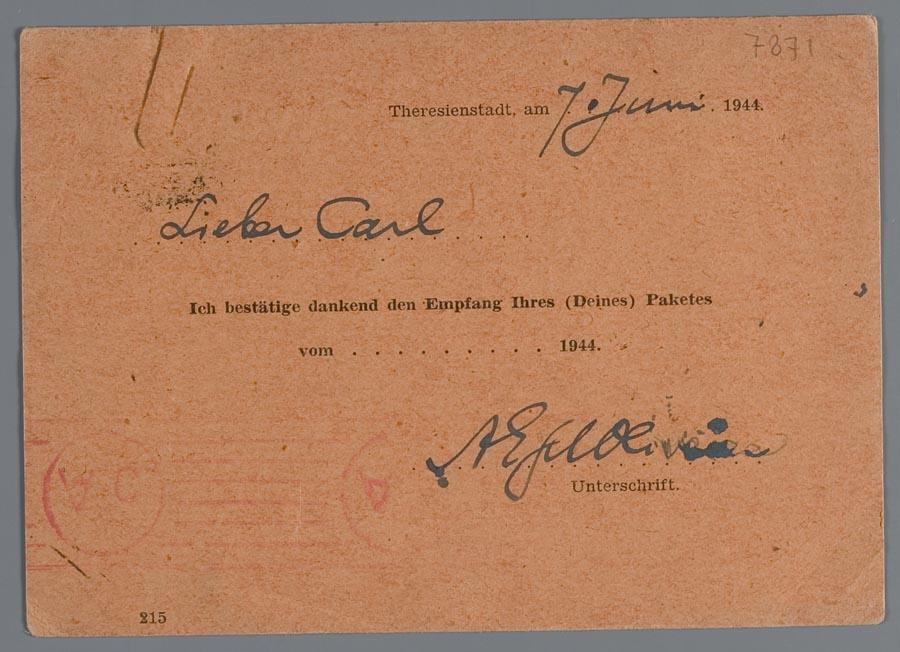 7871
Theresienstadt, am 7. Juni. 1944.
Lieber Carl
Ich bestätige dankend den Empfang Ihres (Deines) Paketes
vom . . . . . . . . . . 1944.
Unterschrift.
215